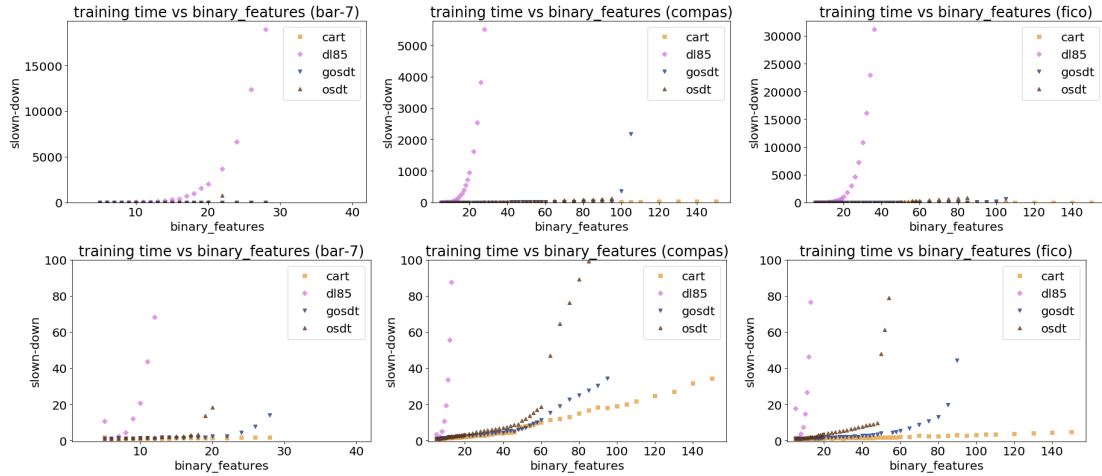 training time vs binary_features (bar-7)
slown-down
15000
10000
5000
0
10
20
30
40
binary_features
cart
dl85
gosdt
osdt
training time vs binary_features (compas)
slown-down
5000
4000
3000
2000
1000
0
20
40
60
80
100
120
140
binary_features
cart
dl85
gosdt
osdt
training time vs binary_features (fico)
slown-down
30000
25000
20000
15000
10000
5000
0
20
40
60
80
100
120
140
binary_features
cart
dl85
gosdt
osdt
training time vs binary_features (bar-7)
slown-down
100
80
60
40
20
0
10
20
30
40
binary_features
cart
dl85
gosdt
osdt
training time vs binary_features (compas)
slown-down
100
80
60
40
20
0
20
40
60
80
100
120
140
binary_features
cart
dl85
gosdt
osdt
training time vs binary_features (fico)
slown-down
100
80
60
40
20
0
20
40
60
80
100
120
140
binary_features
cart
dl85
gosdt
osdt